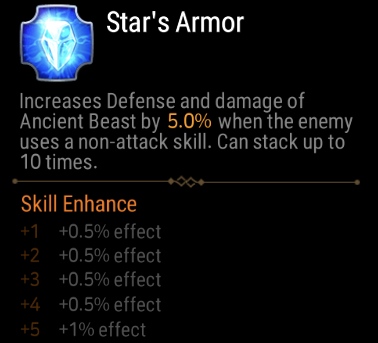 Star's Armor
Increases Defense and damage of
Ancient Beast by 5.0% when the enemy
uses a non-attack skill. Can stack up to
10 times.
Skill Enhance
+1 +0.5% effect
+2 +0.5% effect
+3 +0.5% effect
+4 +0.5% effect
+5 +1% effect